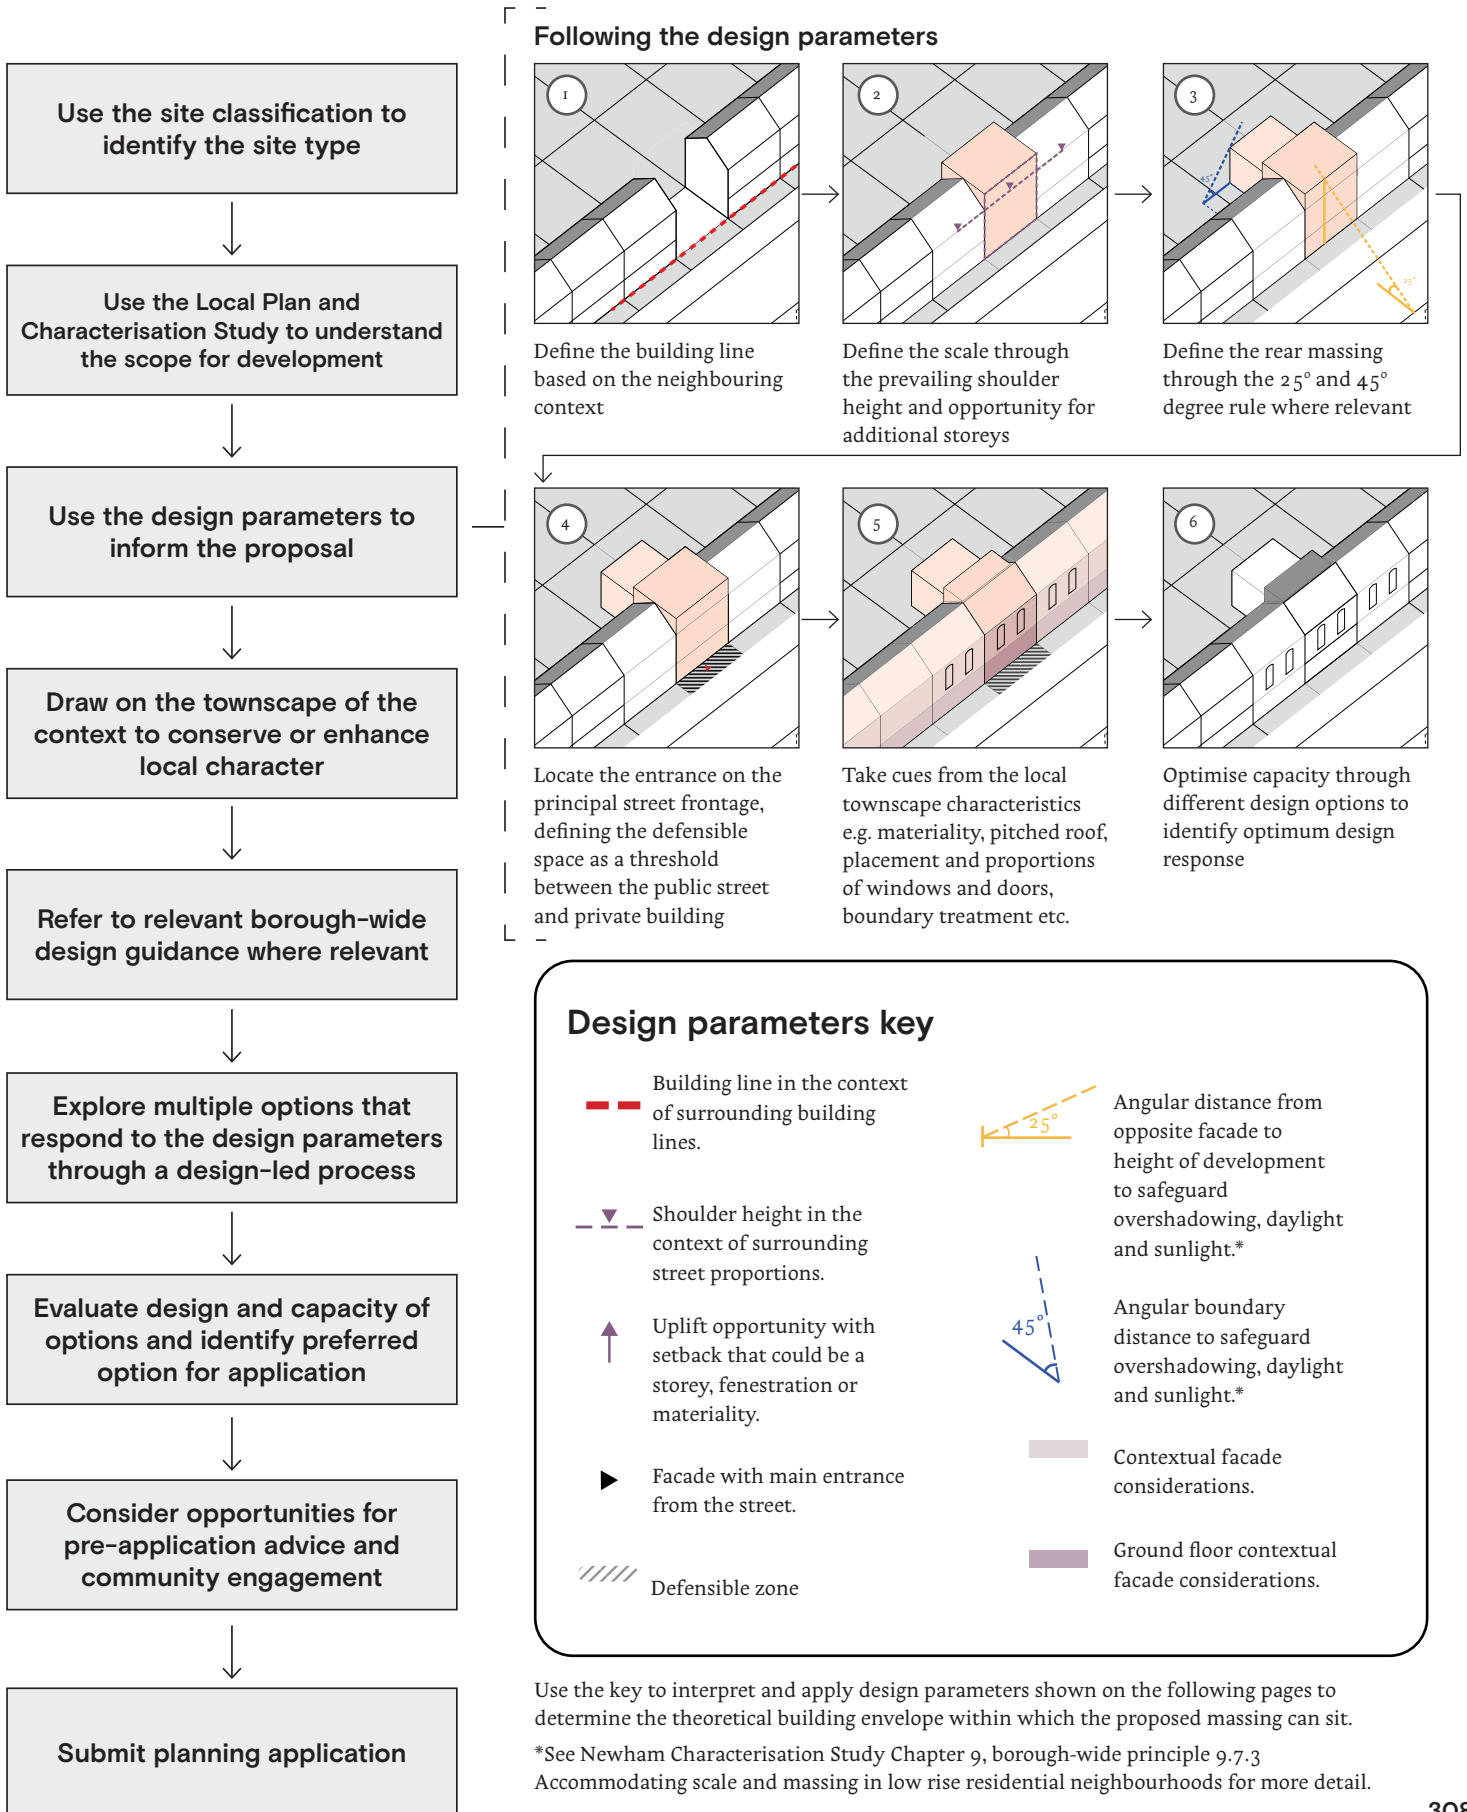 Use the site classification to
identify the site type
Use the Local Plan and
Characterisation Study to understand
the scope for development
Use the design parameters to
inform the proposal
Draw on the townscape of the
context to conserve or enhance
local character
Refer to relevant borough-wide
design guidance where relevant
Explore multiple options that
respond to the design parameters
through a design-led process
Evaluate design and capacity of
options and identify preferred
option for application
Consider opportunities for
pre-application advice and
community engagement
Submit planning application
Following the design parameters
1
Define the building line
based on the neighbouring
context
2
Define the scale through
the prevailing shoulder
height and opportunity for
additional storeys
3
45°
25°
Define the rear massing
through the 25° and 45°
degree rule where relevant
4
Locate the entrance on the
principal street frontage,
defining the defensible
space as a threshold
between the public street
and private building
5
Take cues from the local
townscape characteristics
e.g. materiality, pitched roof,
placement and proportions
of windows and doors,
boundary treatment etc.
6
Optimise capacity through
different design options to
identify optimum design
response
Design parameters key
Building line in the context
of surrounding building
lines.
Shoulder height in the
context of surrounding
street proportions.
Uplift opportunity with
setback that could be a
storey, fenestration or
materiality.
Facade with main entrance
from the street.
Defensible zone
25°
Angular distance from
opposite facade to
height of development
to safeguard
overshadowing, daylight
and sunlight.*
45°
Angular boundary
distance to safeguard
overshadowing, daylight
and sunlight.*
Contextual facade
considerations.
Ground floor contextual
facade considerations.
Use the key to interpret and apply design parameters shown on the following pages to
determine the theoretical building envelope within which the proposed massing can sit.
*See Newham Characterisation Study Chapter 9, borough-wide principle 9.7.3
Accommodating scale and massing in low rise residential neighbourhoods for more detail.